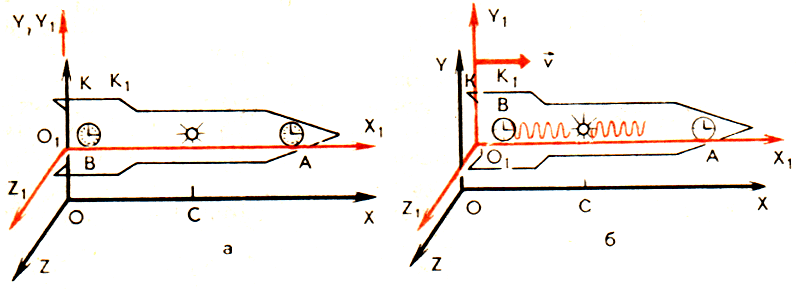 Y, Y₁
K K₁
O₁
X₁
B
A
Z₁
O
C
X
Z
а
Y₁
v⃗
Y
K
K₁
B
O₁
A
X₁
Z₁
O
C
X
Z
б